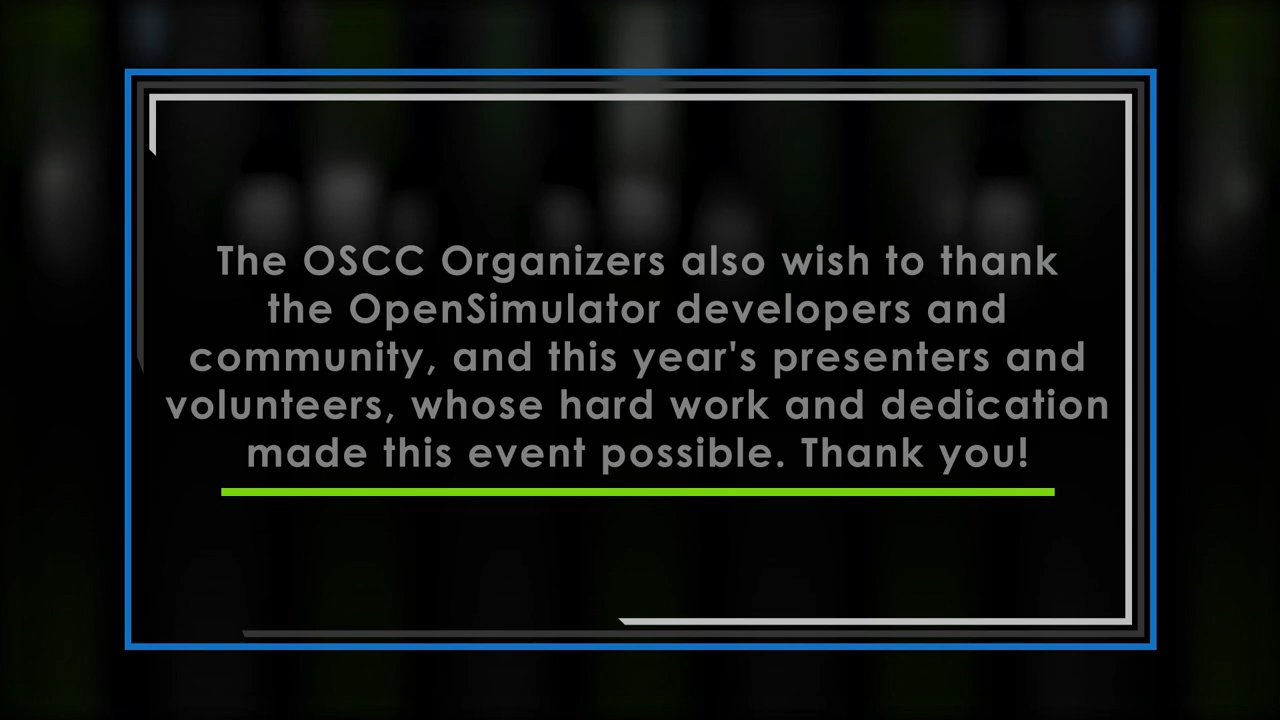 The OSCC Organizers also wish to thank
the OpenSimulator developers and
community, and this year's presenters and
volunteers, whose hard work and dedication
made this event possible. Thank you!